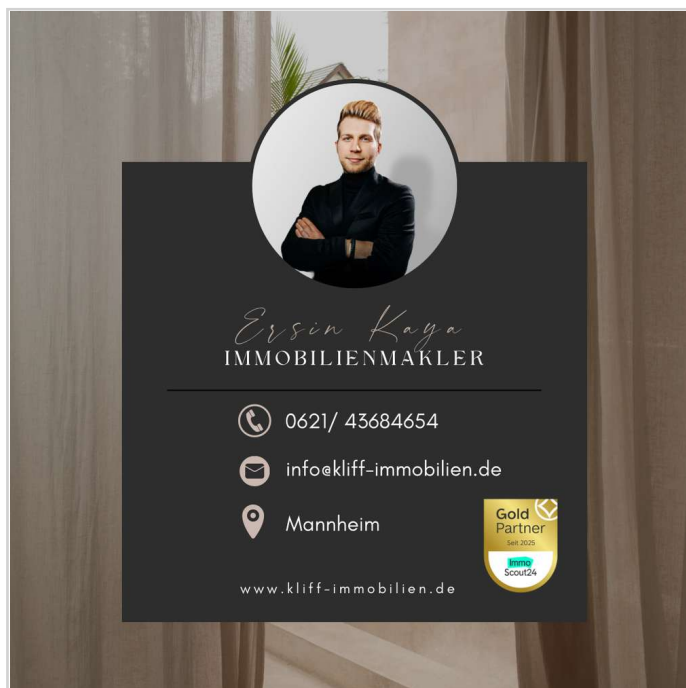 Ersin Kaya
IMMOBILIENMAKLER
0621/ 43684654
info@kliff-immobilien.de
Mannheim
Gold
Partner
Seit 2025
Immo
Scout24
www.kliff-immobilien.de